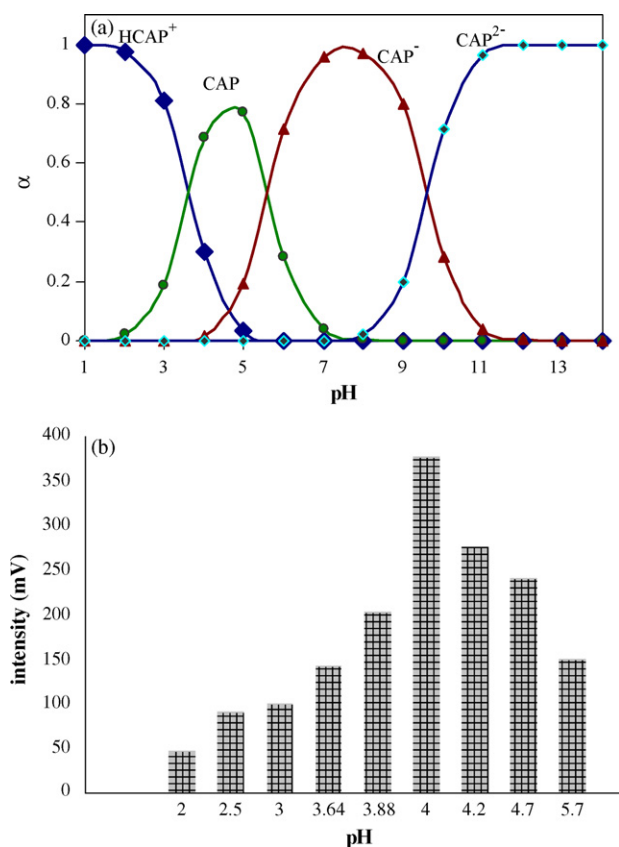 (a)
HCAP⁺
CAP
CAP⁻
CAP²⁻
1
0.8
0.6
0.4
0.2
0
α
1 3 5 7 9 11 13
pH
(b)
400
350
300
250
200
150
100
50
0
intensity (mV)
2 2.5 3 3.64 3.88 4 4.2 4.7 5.7
pH